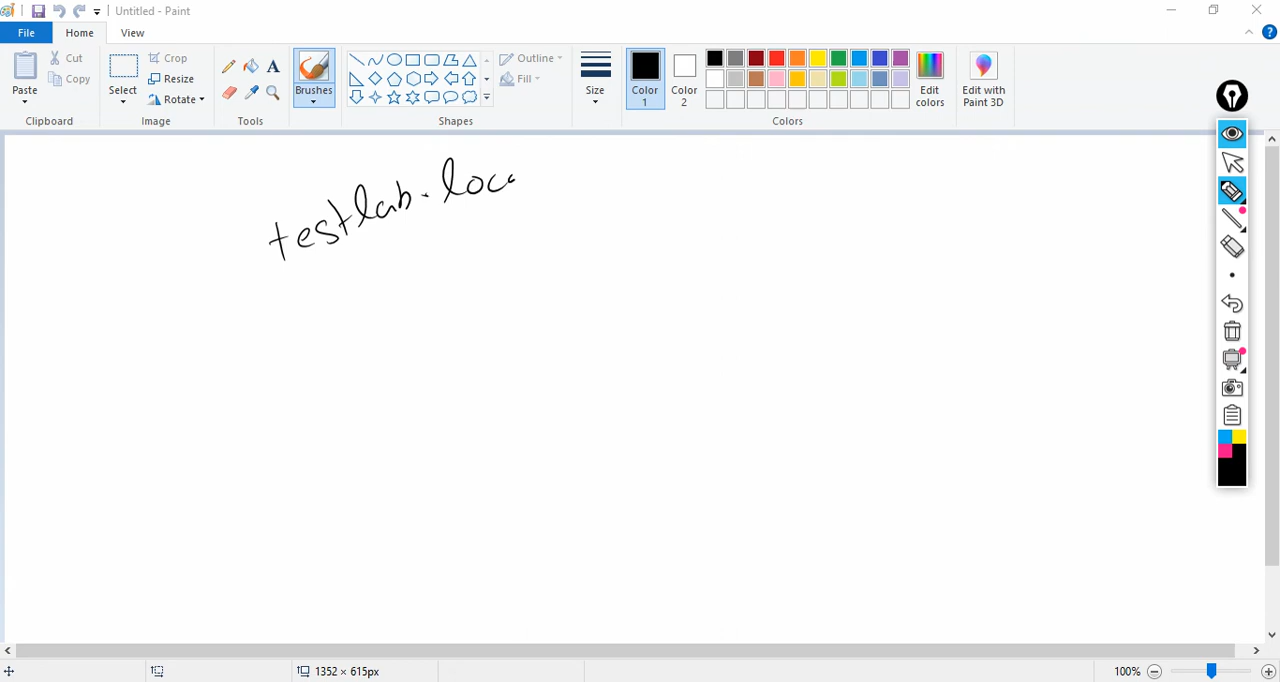 Untitled - Paint
File
Home
View
Paste
Cut
Copy
Clipboard
Select
Crop
Resize
Rotate
Image
Tools
Brushes
Shapes
Outline
Fill
Size
Color 1
Color 2
Edit colors
Colors
Edit with Paint 3D
testlab.loca
1352 × 615px
100%